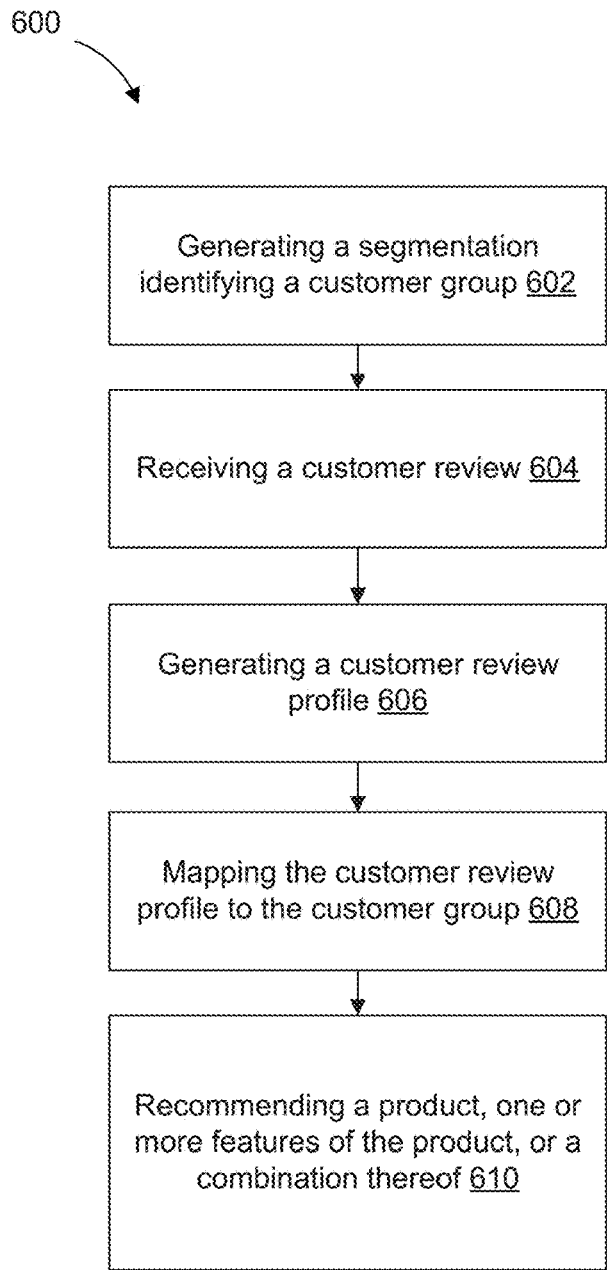 600
Generating a segmentation
identifying a customer group 602
Receiving a customer review 604
Generating a customer review
profile 606
Mapping the customer review
profile to the customer group 608
Recommending a product, one or
more features of the product, or a
combination thereof 610